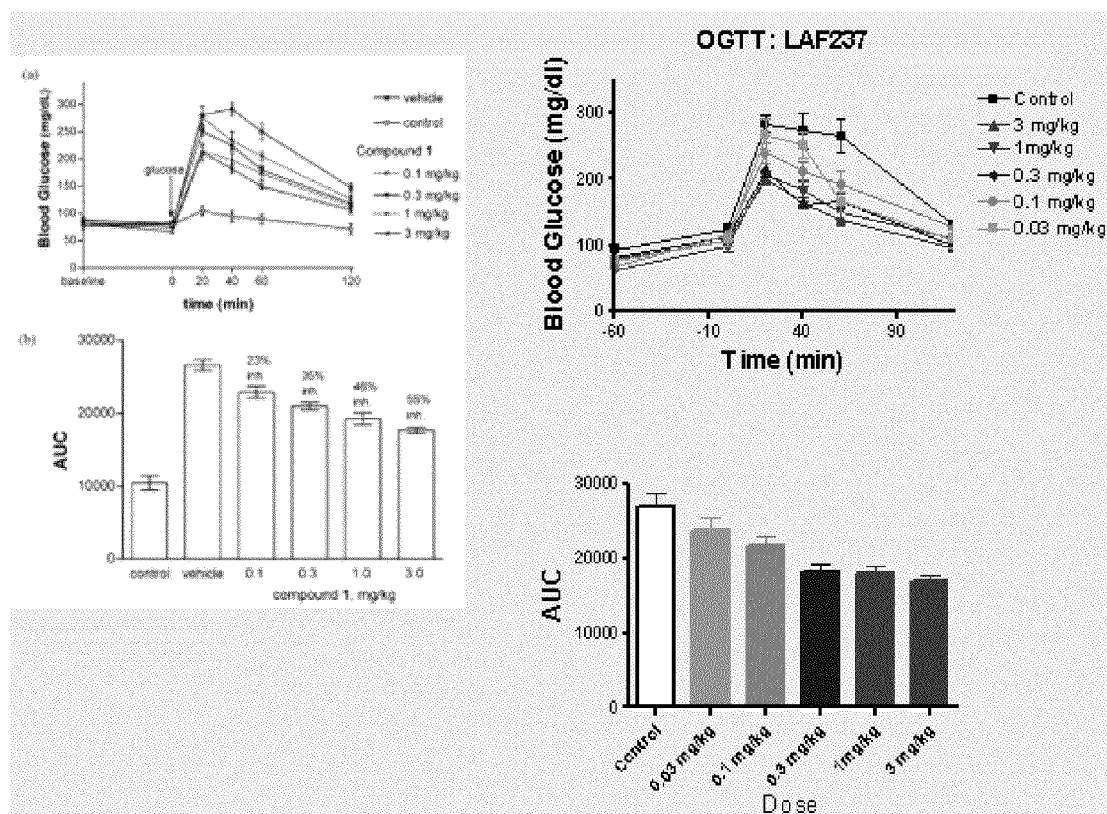 OGTT: LAF237
(a)
Blood Glucose (mg/dL)
300
250
200
150
100
50
0
glucose
baseline
0
20
40
60
120
time (min)
vehicle
control
Compound 1
0.1 mg/kg
0.3 mg/kg
1 mg/kg
3 mg/kg
Blood Glucose (mg/dl)
300
200
100
0
-60
-10
40
90
Time (min)
Control
3 mg/kg
1mg/kg
0.3 mg/kg
0.1 mg/kg
0.03 mg/kg
(b)
AUC
30000
20000
10000
0
23%
inh.
35%
inh.
46%
inh.
55%
inh.
control
vehicle
0.1
0.3
1.0
3.0
compound 1, mg/kg
AUC
30000
20000
10000
0
Control
0.03 mg/kg
0.1 mg/kg
0.3 mg/kg
1mg/kg
3 mg/kg
Dose